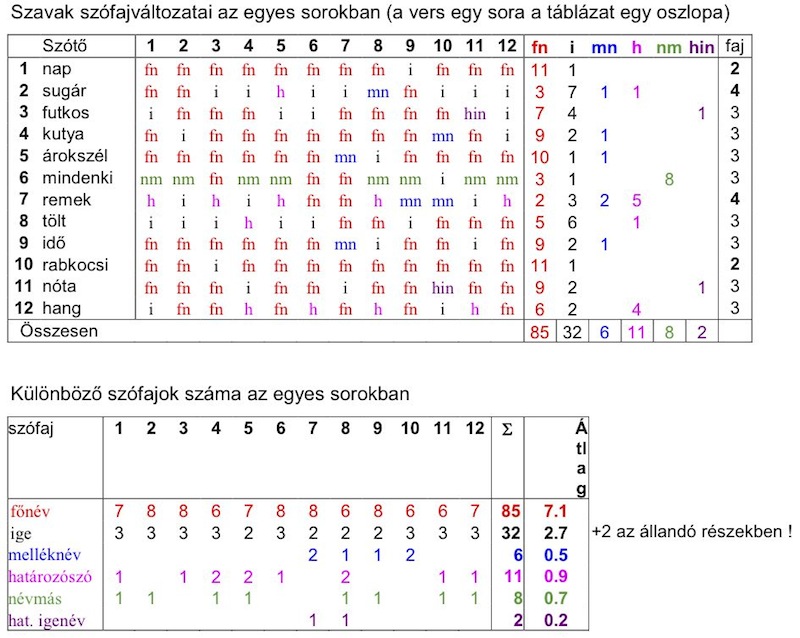 Szavak szófajváltozatai az egyes sorokban (a vers egy sora a táblázat egy oszlopa)
Szótő 1 2 3 4 5 6 7 8 9 10 11 12 fn i mn h nm hin faj
1 nap fn fn fn fn fn fn fn fn i fn fn fn 11 1 2
2 sugár fn fn i i h i i mn fn i i i 3 7 1 1 4
3 futkos i fn fn i i fn fn fn fn hin i 7 4 1 3
4 kutya fn i fn fn fn fn fn fn fn mn fn i 9 2 1 3
5 árokszél fn fn fn fn fn fn mn i fn fn fn fn 10 1 1 3
6 mindenki nm nm fn nm nm fn fn nm nm i nm nm 3 1 8 3
7 remek h i h i h fn fn h mn mn i h 2 3 2 5 4
8 tölt i i i h i i fn fn i fn fn fn 5 6 1 3
9 idő fn fn fn fn fn fn mn i fn fn i fn 9 2 1 3
10 rabkocsi fn fn i fn fn fn fn fn fn fn fn fn 11 1 2
11 nóta fn fn fn i fn fn i fn fn hin fn fn 9 2 1 3
12 hang i fn fn h fn h fn h fn i h fn 6 2 4 3
Összesen 85 32 6 11 8 2
Különböző szófajok száma az egyes sorokban
szófaj 1 2 3 4 5 6 7 8 9 10 11 12 Σ Átlag
főnév 7 8 8 6 7 8 8 6 8 6 6 7 85 7.1
ige 3 3 3 3 2 3 2 2 2 3 3 3 32 2.7 +2 az állandó részekben !
melléknév 2 1 1 2 6 0.5
határozószó 1 1 2 2 1 2 1 1 11 0.9
névmás 1 1 1 1 1 1 1 1 8 0.7
hat. igenév 1 1 2 0.2